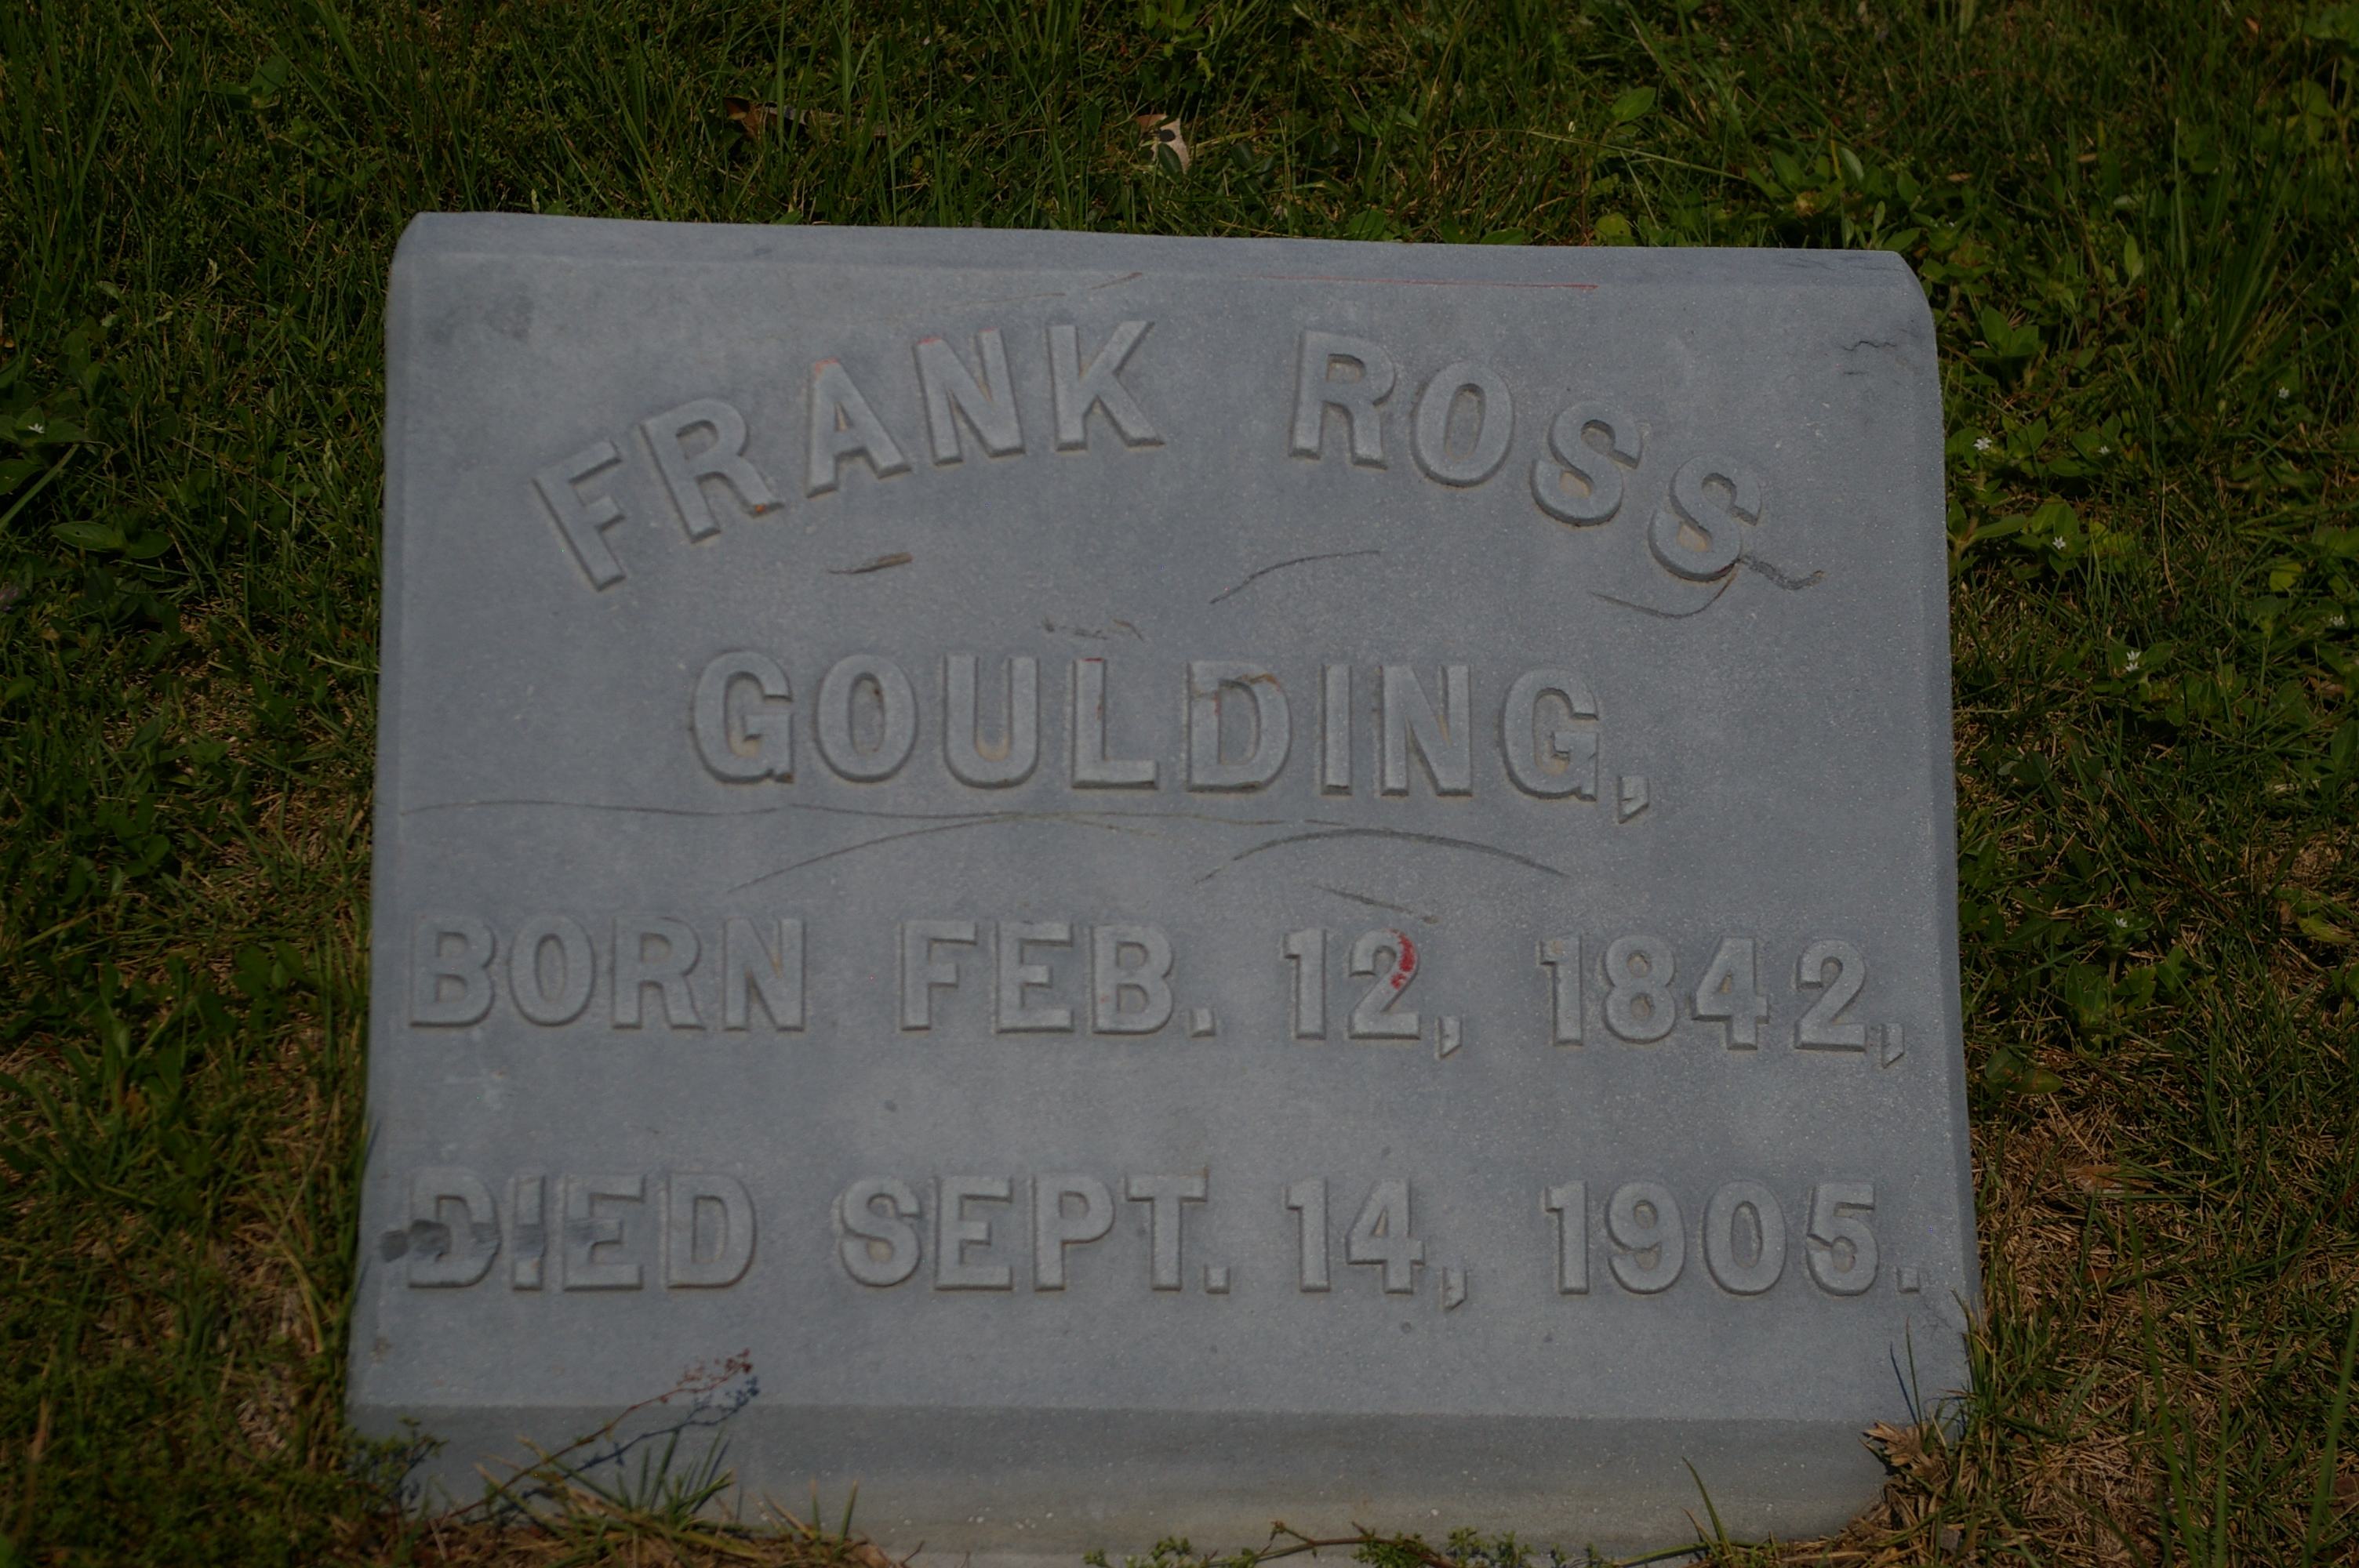 FRANK ROSS
GOULDING,
BORN FEB. 12, 1842,
DIED SEPT. 14, 1905.